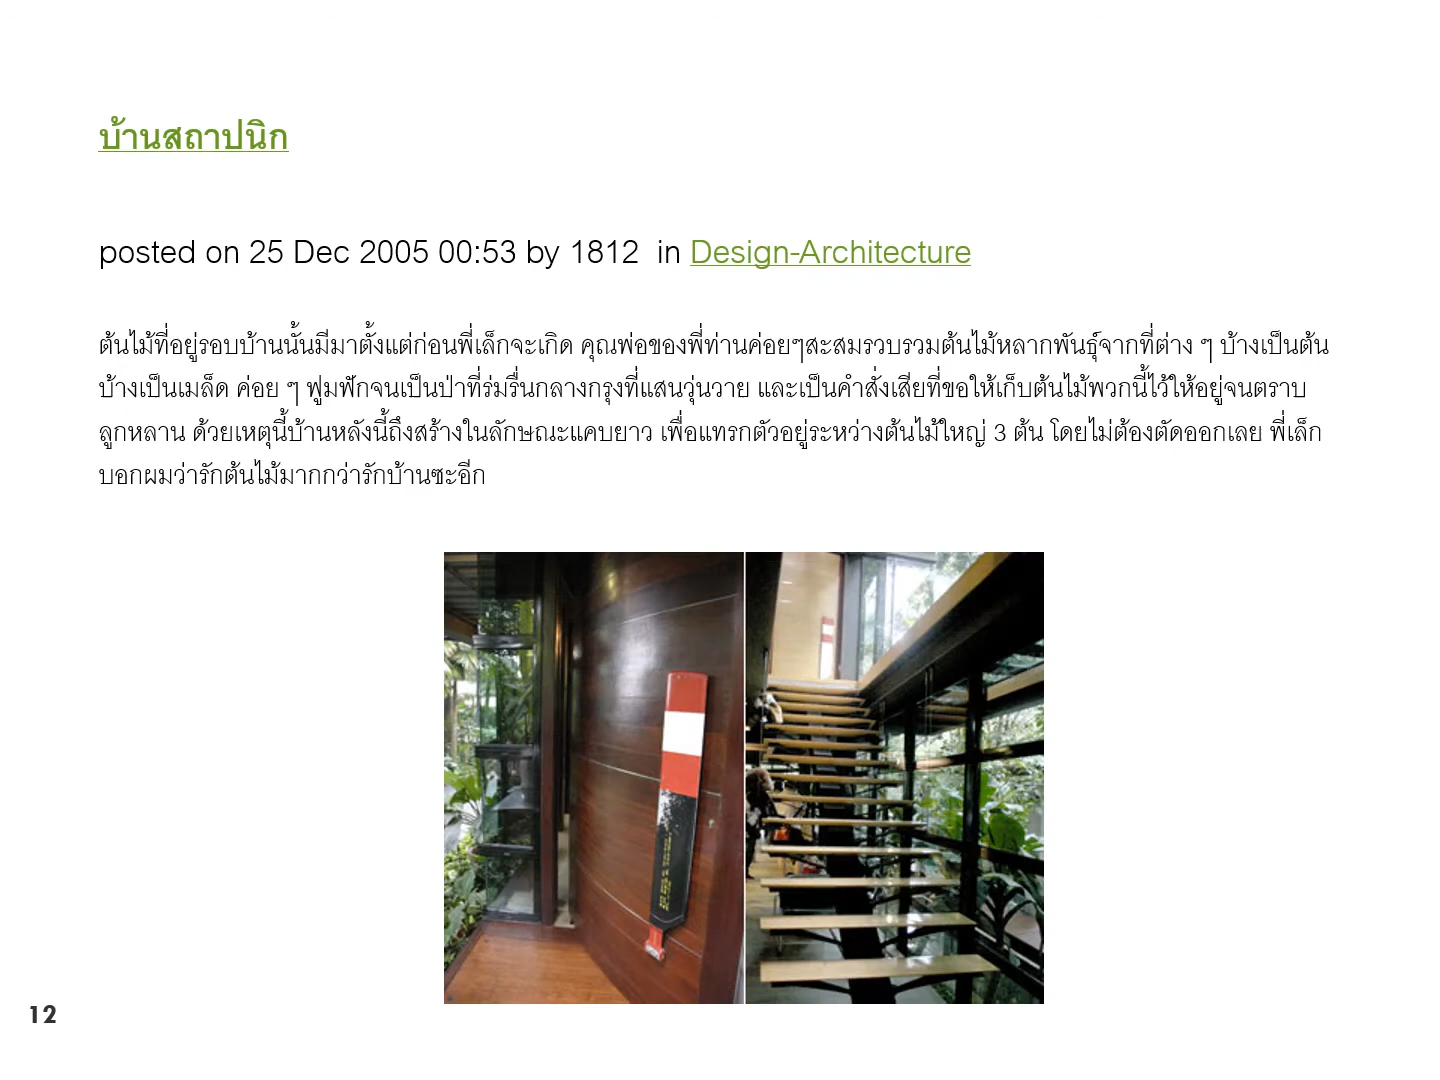 บ้านสถาปนิก
posted on 25 Dec 2005 00:53 by 1812 in Design-Architecture
ต้นไม้ที่อยู่รอบบ้านนั้นมีมาตั้งแต่ก่อนพี่เล็กจะเกิด คุณพ่อของพี่ท่านค่อยๆสะสมรวบรวมต้นไม้หลากพันธุ์จากที่ต่าง ๆ บ้างเป็นต้น
บ้างเป็นเมล็ด ค่อย ๆ ฟูมฟักจนเป็นป่าที่ร่มรื่นกลางกรุงที่แสนวุ่นวาย และเป็นคำสั่งเสียที่ขอให้เก็บต้นไม้พวกนี้ไว้ให้อยู่จนตราบ
ลูกหลาน ด้วยเหตุนี้บ้านหลังนี้ถึงสร้างในลักษณะแคบยาว เพื่อแทรกตัวอยู่ระหว่างต้นไม้ใหญ่ 3 ต้น โดยไม่ต้องตัดออกเลย พี่เล็ก
บอกผมว่ารักต้นไม้มากกว่ารักบ้านซะอีก
12